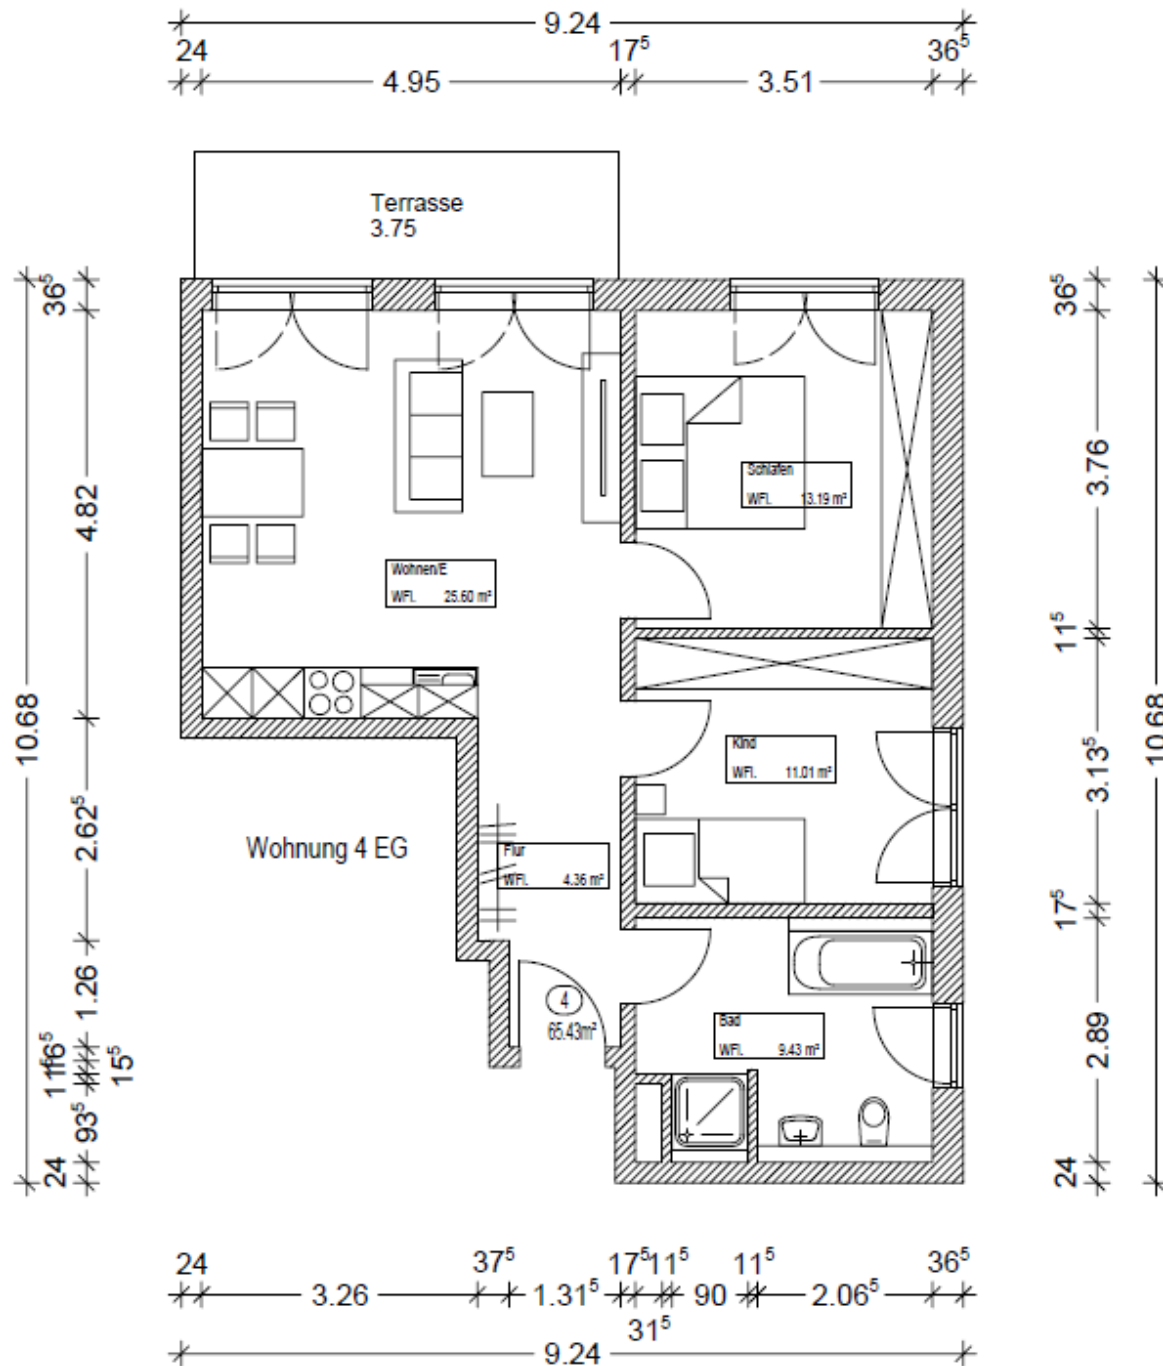 9.24
24 17⁵ 36⁵
4.95 3.51
Terrasse
3.75
36⁵
4.82
10.68
2.62⁵
1.26
16⁵
11⁵
15⁵
93⁵
24
36⁵
3.76
11⁵
3.13⁵
10.68
17⁵
2.89
24
Schlafen
WFl. 13.19 m²
Wohnen/E
WFl. 25.60 m²
Kind
WFl. 11.01 m²
Wohnung 4 EG
Flur
WFl. 4.36 m²
4
65.43m²
Bad
WFl. 9.43 m²
24 37⁵ 17⁵ 11⁵ 11⁵ 36⁵
3.26 1.31⁵ 90 2.06⁵
31⁵
9.24